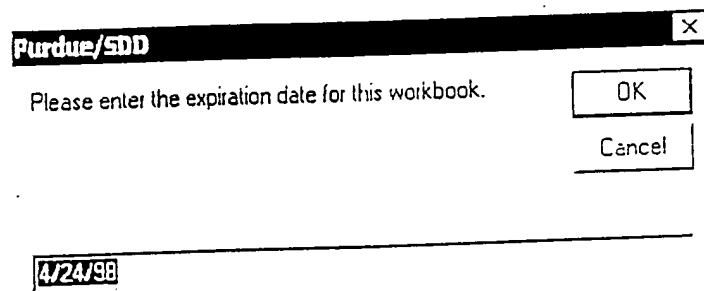 Purdue/SDD
Please enter the expiration date for this workbook.
OK
Cancel
4/24/98